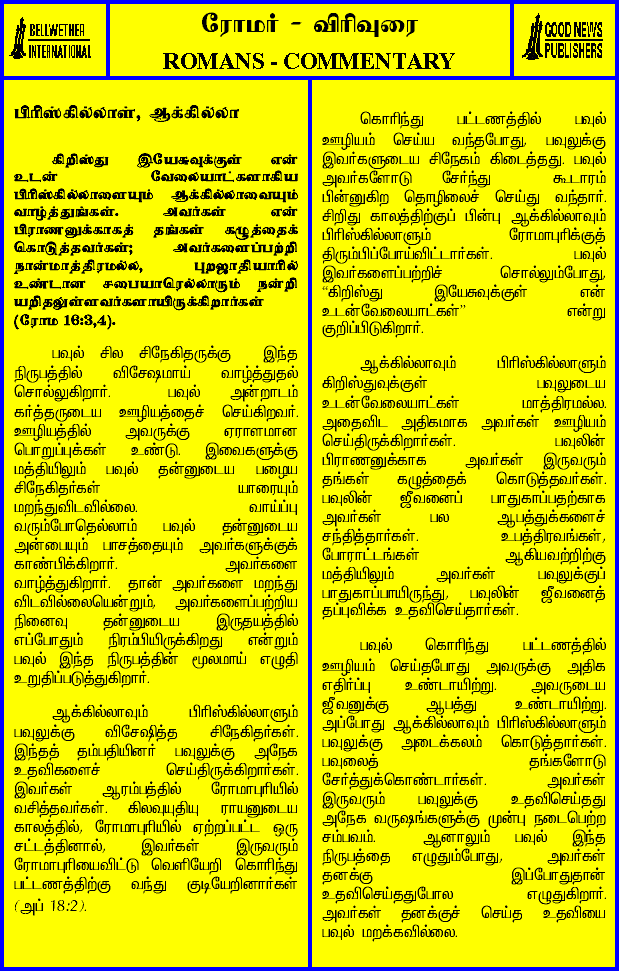 BELLWETHER
INTERNATIONAL
ரோமர் - விரிவுரை
ROMANS - COMMENTARY
GOOD NEWS
PUBLISHERS
பிரிஸ்கில்லாள், ஆக்கில்லா
கிறிஸ்து இயேசுவுக்குள் என்
உடன் வேலையாட்களாகிய
பிரிஸ்கில்லாளையும் ஆக்கில்லாவையும்
வாழ்த்துங்கள். அவர்கள் என்
பிராணனுக்காகத் தங்கள் கழுத்தைக்
கொடுத்தவர்கள்; அவர்களைப்பற்றி
நான்மாத்திரமல்ல, புறஜாதியாரில்
உண்டான சபையாரெல்லாரும் நன்றி
யறிதலுள்ளவர்களாயிருக்கிறார்கள்
(ரோம 16:3,4).
பவுல் சில சிநேகிதருக்கு இந்த
நிருபத்தில் விசேஷமாய் வாழ்த்துதல்
சொல்லுகிறார். பவுல் அன்றாடம்
கர்த்தருடைய ஊழியத்தைச் செய்கிறவர்.
ஊழியத்தில் அவருக்கு ஏராளமான
பொறுப்புக்கள் உண்டு. இவைகளுக்கு
மத்தியிலும் பவுல் தன்னுடைய பழைய
சிநேகிதர்கள் யாரையும்
மறந்துவிடவில்லை. வாய்ப்பு
வரும்போதெல்லாம் பவுல் தன்னுடைய
அன்பையும் பாசத்தையும் அவர்களுக்குக்
காண்பிக்கிறார். அவர்களை
வாழ்த்துகிறார். தான் அவர்களை மறந்து
விடவில்லையென்றும், அவர்களைப்பற்றிய
நினைவு தன்னுடைய இருதயத்தில்
எப்போதும் நிரம்பியிருக்கிறது என்றும்
பவுல் இந்த நிருபத்தின் மூலமாய் எழுதி
உறுதிப்படுத்துகிறார்.
ஆக்கில்லாவும் பிரிஸ்கில்லாளும்
பவுலுக்கு விசேஷித்த சிநேகிதர்கள்.
இந்தத் தம்பதியினர் பவுலுக்கு அநேக
உதவிகளைச் செய்திருக்கிறார்கள்.
இவர்கள் ஆரம்பத்தில் ரோமாபுரியில்
வசித்தவர்கள். கிலவுயுதியு ராயனுடைய
காலத்தில், ரோமாபுரியில் ஏற்றப்பட்ட ஒரு
சட்டத்தினால், இவர்கள் இருவரும்
ரோமாபுரியைவிட்டு வெளியேறி கொரிந்து
பட்டணத்திற்கு வந்து குடியேறினார்கள்
(அப் 18:2).
கொரிந்து பட்டணத்தில் பவுல்
ஊழியம் செய்ய வந்தபோது, பவுலுக்கு
இவர்களுடைய சிநேகம் கிடைத்தது. பவுல்
அவர்களோடு சேர்ந்து கூடாரம்
பின்னுகிற தொழிலைச் செய்து வந்தார்.
சிறிது காலத்திற்குப் பின்பு ஆக்கில்லாவும்
பிரிஸ்கில்லாளும் ரோமாபுரிக்குத்
திரும்பிப்போய்விட்டார்கள். பவுல்
இவர்களைப்பற்றிச் சொல்லும்போது,
“கிறிஸ்து இயேசுவுக்குள் என்
உடன்வேலையாட்கள்” என்று
குறிப்பிடுகிறார்.
ஆக்கில்லாவும் பிரிஸ்கில்லாளும்
கிறிஸ்துவுக்குள் பவுலுடைய
உடன்வேலையாட்கள் மாத்திரமல்ல.
அதைவிட அதிகமாக அவர்கள் ஊழியம்
செய்திருக்கிறார்கள். பவுலின்
பிராணனுக்காக அவர்கள் இருவரும்
தங்கள் கழுத்தைக் கொடுத்தவர்கள்.
பவுலின் ஜீவனைப் பாதுகாப்பதற்காக
அவர்கள் பல ஆபத்துக்களைச்
சந்தித்தார்கள். உபத்திரவங்கள்,
போராட்டங்கள் ஆகியவற்றிற்கு
மத்தியிலும் அவர்கள் பவுலுக்குப்
பாதுகாப்பாயிருந்து, பவுலின் ஜீவனைத்
தப்புவிக்க உதவிசெய்தார்கள்.
பவுல் கொரிந்து பட்டணத்தில்
ஊழியம் செய்தபோது அவருக்கு அதிக
எதிர்ப்பு உண்டாயிற்று. அவருடைய
ஜீவனுக்கு ஆபத்து உண்டாயிற்று.
அப்போது ஆக்கில்லாவும் பிரிஸ்கில்லாளும்
பவுலுக்கு அடைக்கலம் கொடுத்தார்கள்.
பவுலைத் தங்களோடு
சேர்த்துக்கொண்டார்கள். அவர்கள்
இருவரும் பவுலுக்கு உதவிசெய்தது
அநேக வருஷங்களுக்கு முன்பு நடைபெற்ற
சம்பவம். ஆனாலும் பவுல் இந்த
நிருபத்தை எழுதும்போது, அவர்கள்
தனக்கு இப்போதுதான்
உதவிசெய்ததுபோல எழுதுகிறார்.
அவர்கள் தனக்குச் செய்த உதவியை
பவுல் மறக்கவில்லை.